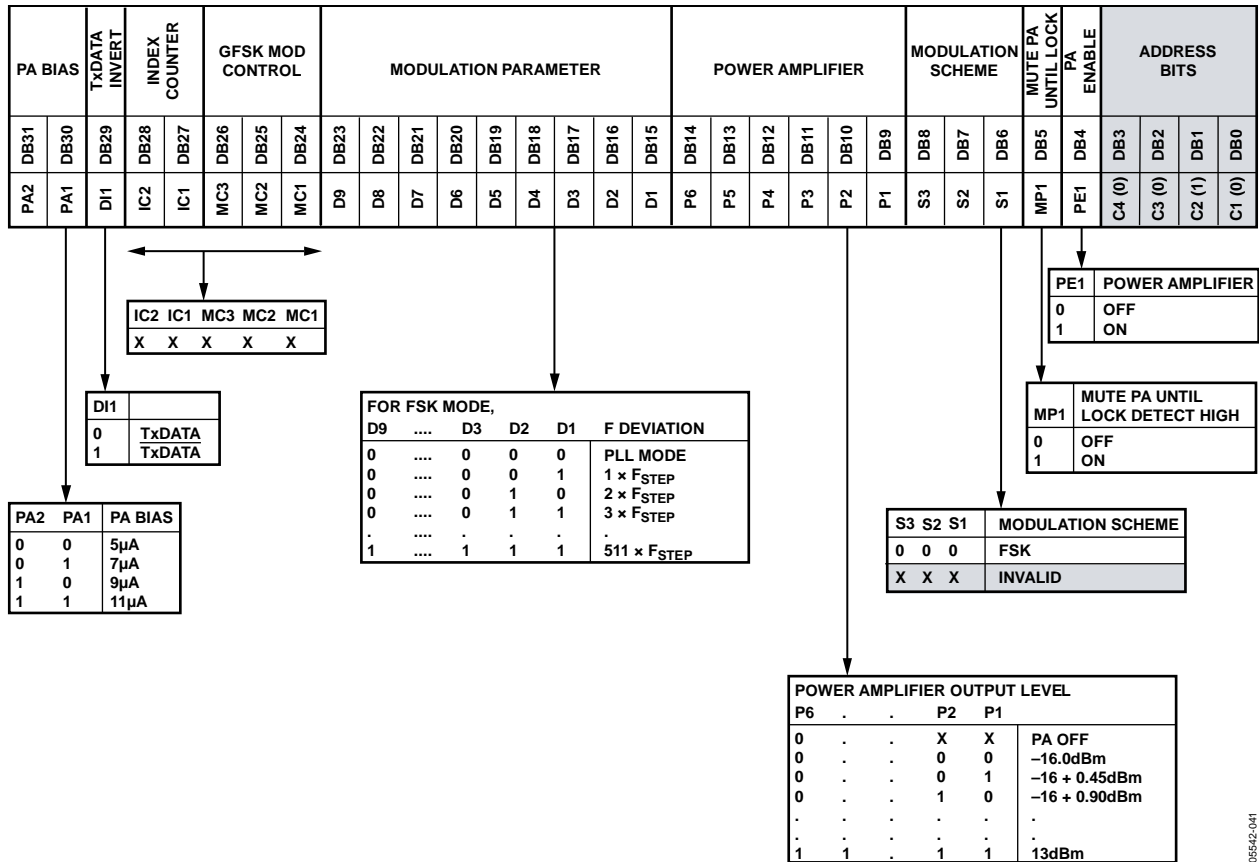 PA BIAS
TxDATA
INVERT
INDEX
COUNTER
GFSK MOD
CONTROL
MODULATION PARAMETER
POWER AMPLIFIER
MODULATION
SCHEME
MUTE PA
UNTIL LOCK
PA
ENABLE
ADDRESS
BITS
DB31 DB30 DB29 DB28 DB27 DB26 DB25 DB24 DB23 DB22 DB21 DB20 DB19 DB18 DB17 DB16 DB15 DB14 DB13 DB12 DB11 DB10 DB9 DB8 DB7 DB6 DB5 DB4 DB3 DB2 DB1 DB0
PA2 PA1 DI1 IC2 IC1 MC3 MC2 MC1 D9 D8 D7 D6 D5 D4 D3 D2 D1 P6 P5 P4 P3 P2 P1 S3 S2 S1 MP1 PE1 C4 (0) C3 (0) C2 (1) C1 (0)
IC2 IC1 MC3 MC2 MC1
X X X X X
PE1 POWER AMPLIFIER
0 OFF
1 ON
DI1
0 TxDATA
1 TxDATA
FOR FSK MODE,
D9 .... D3 D2 D1 F DEVIATION
0 .... 0 0 0 PLL MODE
0 .... 0 0 1 1 × FSTEP
0 .... 0 1 0 2 × FSTEP
0 .... 0 1 1 3 × FSTEP
. .... . . . .
1 .... 1 1 1 511 × FSTEP
MP1 MUTE PA UNTIL
LOCK DETECT HIGH
0 OFF
1 ON
PA2 PA1 PA BIAS
0 0 5µA
0 1 7µA
1 0 9µA
1 1 11µA
S3 S2 S1 MODULATION SCHEME
0 0 0 FSK
X X X INVALID
POWER AMPLIFIER OUTPUT LEVEL
P6 . . P2 P1
0 . . X X PA OFF
0 . . 0 0 –16.0dBm
0 . . 0 1 –16 + 0.45dBm
0 . . 1 0 –16 + 0.90dBm
. . . . . .
. . . . . .
1 1 . 1 1 13dBm
05542-041